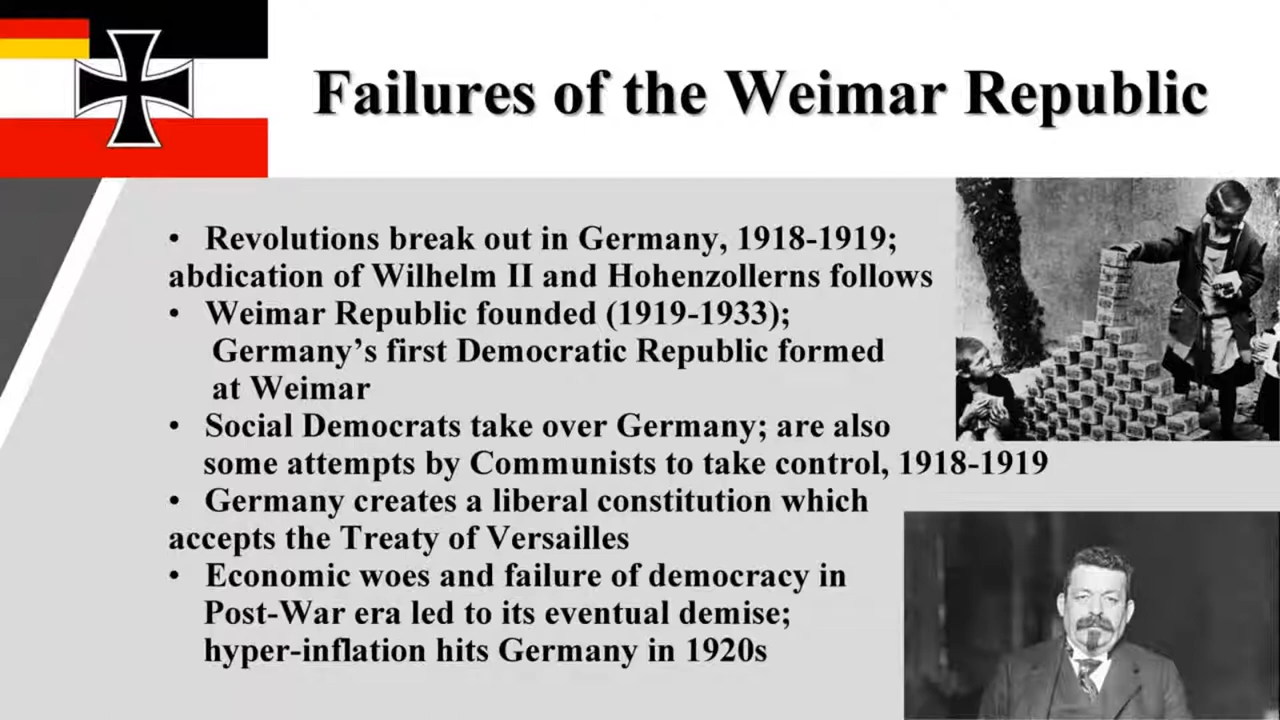 Failures of the Weimar Republic
• Revolutions break out in Germany, 1918-1919;
abdication of Wilhelm II and Hohenzollerns follows
• Weimar Republic founded (1919-1933);
Germany’s first Democratic Republic formed
at Weimar
• Social Democrats take over Germany; are also
some attempts by Communists to take control, 1918-1919
• Germany creates a liberal constitution which
accepts the Treaty of Versailles
• Economic woes and failure of democracy in
Post-War era led to its eventual demise;
hyper-inflation hits Germany in 1920s